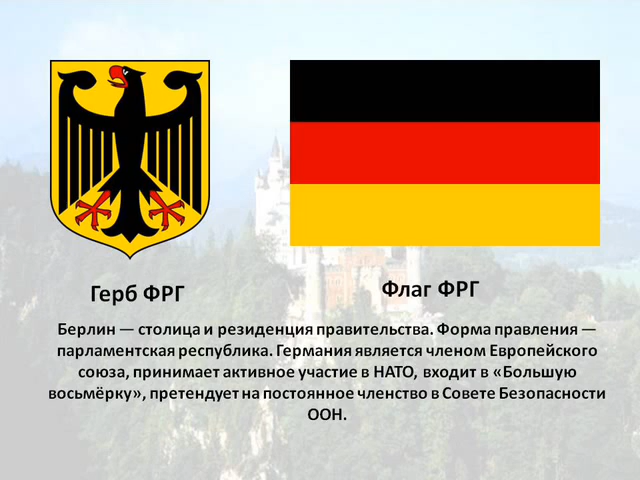 Герб ФРГ
Флаг ФРГ
Берлин — столица и резиденция правительства. Форма правления —
парламентская республика. Германия является членом Европейского
союза, принимает активное участие в НАТО, входит в «Большую
восьмёрку», претендует на постоянное членство в Совете Безопасности
ООН.